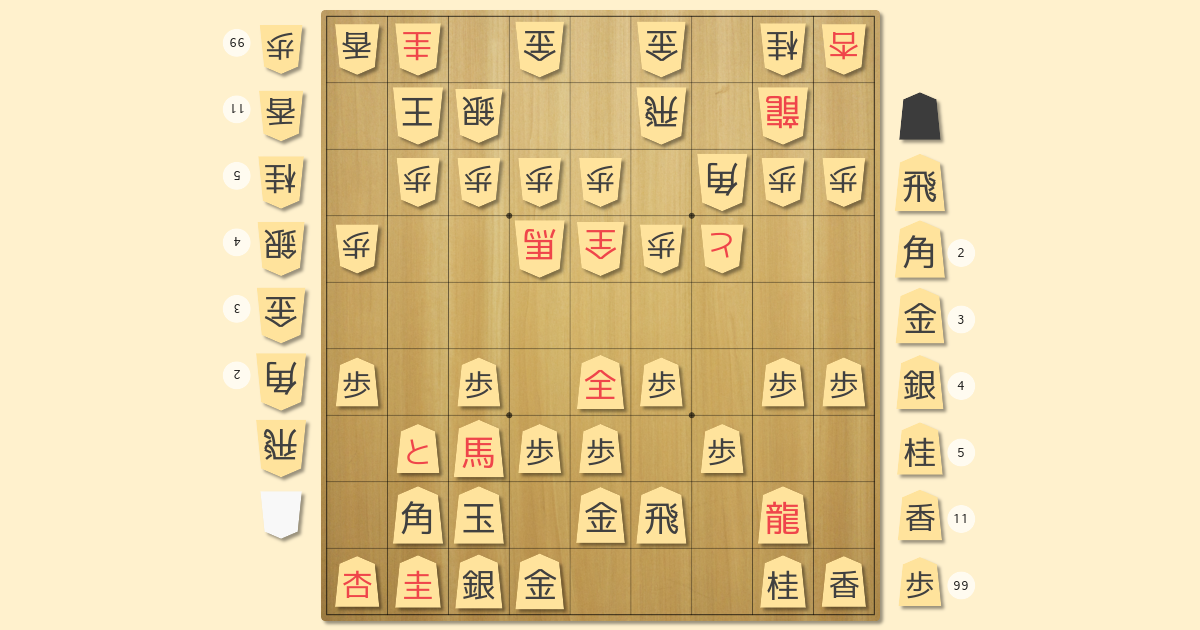 99 歩 香 圭 金 金 桂 杏
11 香 王 銀 飛 龍
5 桂 歩 歩 歩 歩 角 歩 歩 飛
4 銀 歩 馬 全 歩 と 角 2
3 金 金 3
2 角 歩 歩 全 歩 歩 歩 銀 4
飛 と 馬 歩 歩 歩 桂 5
角 玉 金 飛 龍 香 11
杏 圭 銀 金 桂 香 歩 99